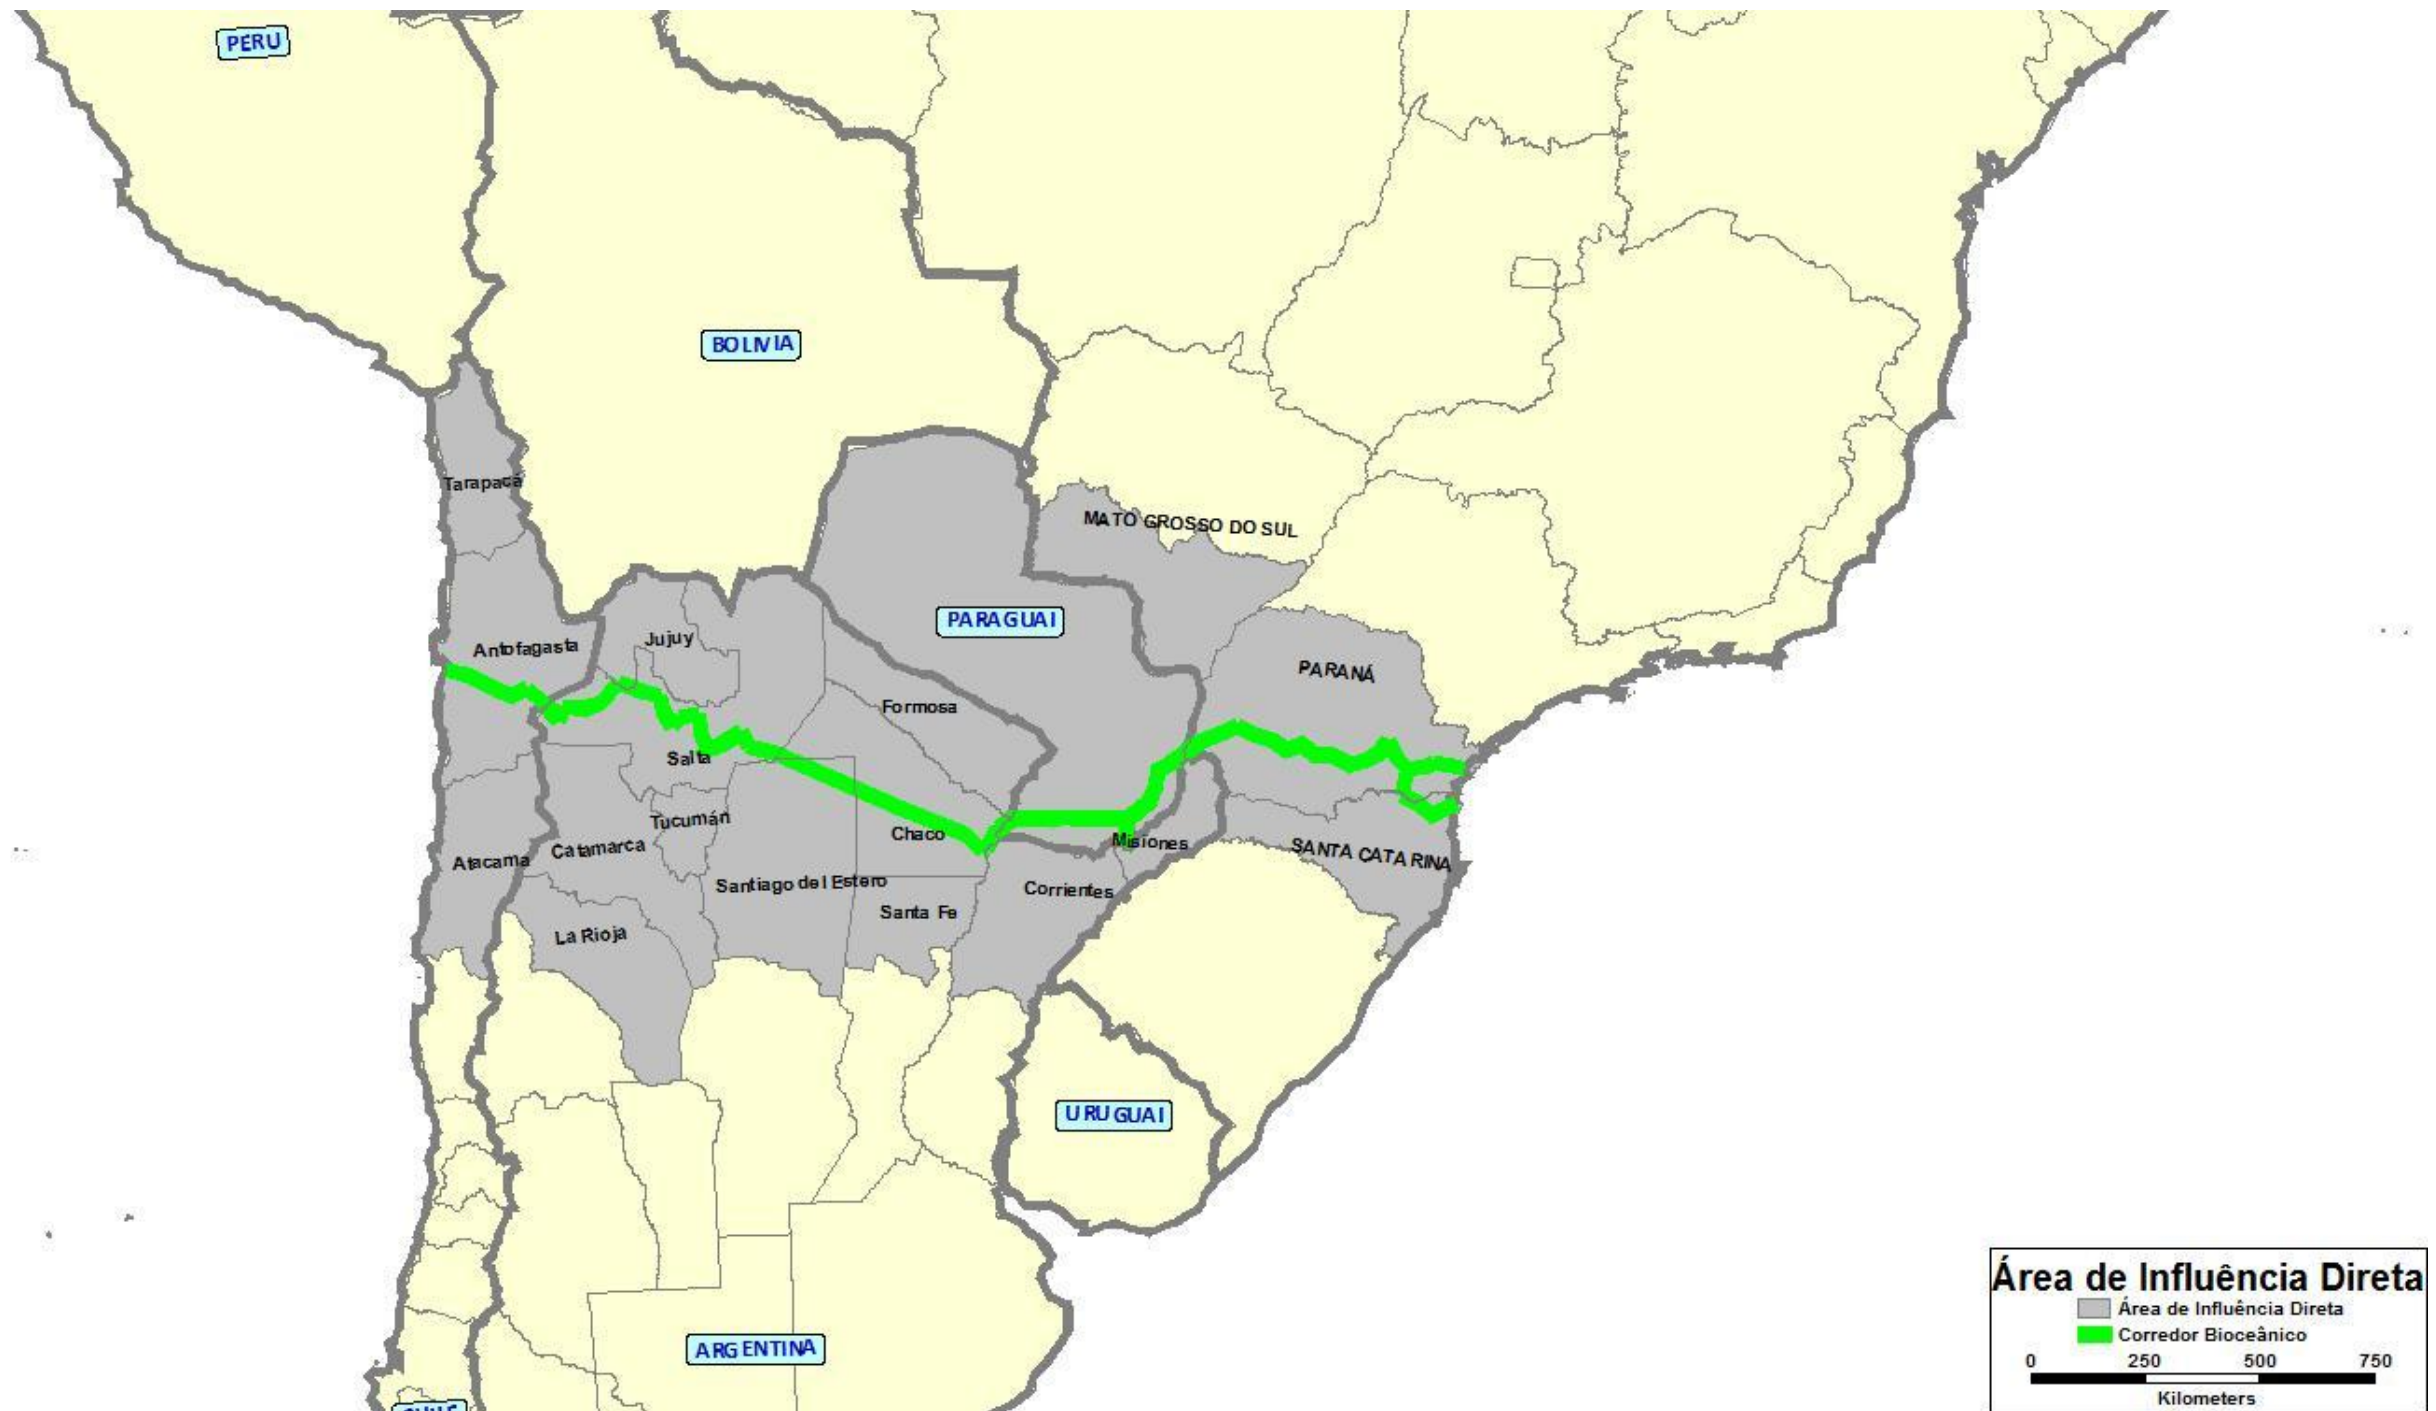 PERU
BOLIVIA
Tarapacá
MATO GROSSO DO SUL
PARAGUAI
Jujuy
Antofagasta
PARANÁ
Formosa
Salta
Tucumán
Chaco
Misiones
Catamarca
SANTA CATARINA
Atacama
Santiago del Estero
Corrientes
Santa Fe
La Rioja
URUGUAI
ARGENTINA
CHILE
Área de Influência Direta
Área de Influência Direta
Corredor Bioceânico
0 250 500 750
Kilometers